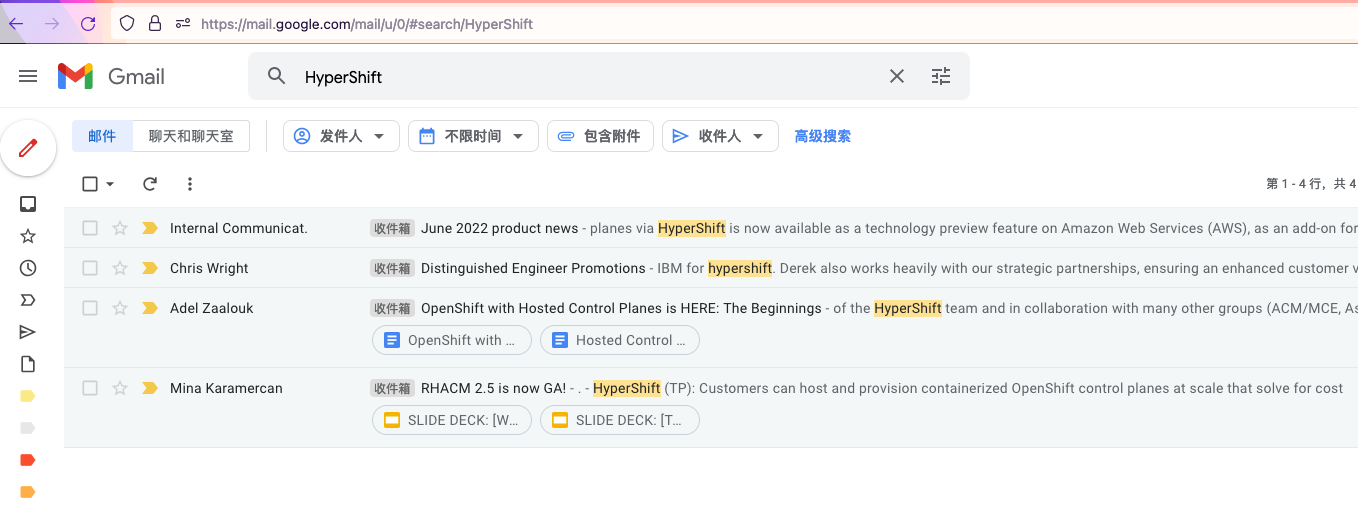 https://mail.google.com/mail/u/0/#search/HyperShift
Gmail
HyperShift
邮件 聊天和聊天室 发件人 不限时间 包含附件 收件人 高级搜索
第 1 - 4 行，共 4
Internal Communicat. 收件箱 June 2022 product news - planes via HyperShift is now available as a technology preview feature on Amazon Web Services (AWS), as an add-on for
Chris Wright 收件箱 Distinguished Engineer Promotions - IBM for hypershift. Derek also works heavily with our strategic partnerships, ensuring an enhanced customer v
Adel Zaalouk 收件箱 OpenShift with Hosted Control Planes is HERE: The Beginnings - of the HyperShift team and in collaboration with many other groups (ACM/MCE, As
OpenShift with ... Hosted Control ...
Mina Karamercan 收件箱 RHACM 2.5 is now GA! - . - HyperShift (TP): Customers can host and provision containerized OpenShift control planes at scale that solve for cost
SLIDE DECK: [W... SLIDE DECK: [T...